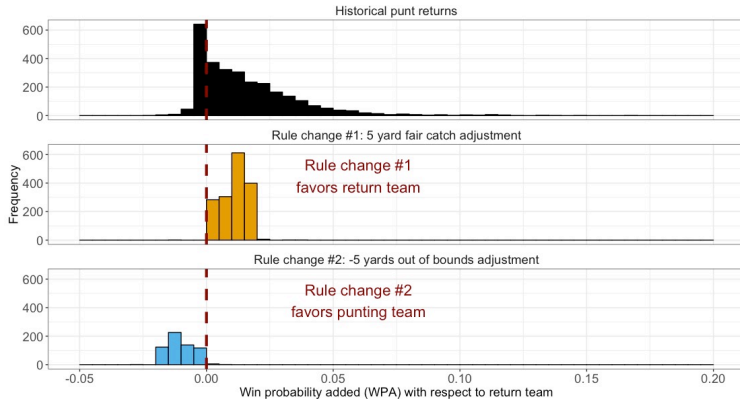 Historical punt returns
600
400
200
0
Rule change #1: 5 yard fair catch adjustment
Rule change #1
favors return team
600
400
200
0
Frequency
Rule change #2: -5 yards out of bounds adjustment
Rule change #2
favors punting team
600
400
200
0
-0.05 0.00 0.05 0.10 0.15 0.20
Win probability added (WPA) with respect to return team